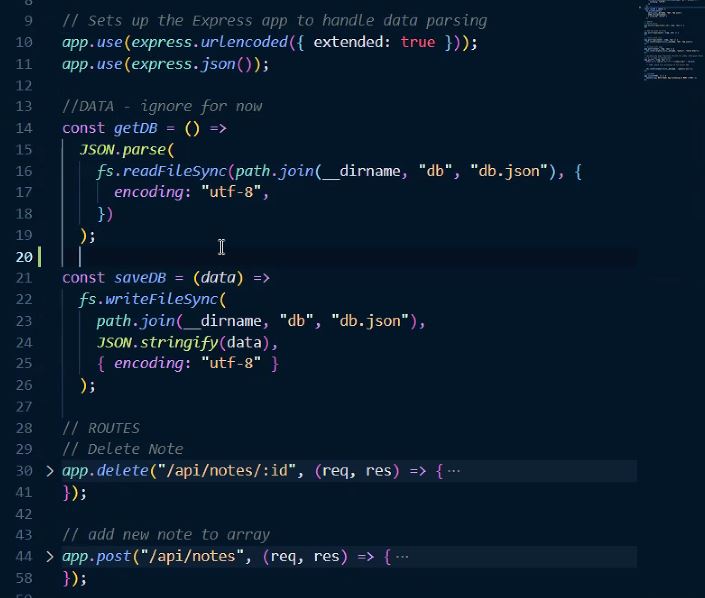 9 // Sets up the Express app to handle data parsing
10 app.use(express.urlencoded({ extended: true }));
11 app.use(express.json());
12
13 //DATA - ignore for now
14 const getDB = () =>
15 JSON.parse(
16 fs.readFileSync(path.join(__dirname, "db", "db.json"), {
17 encoding: "utf-8",
18 })
19 );
20
21 const saveDB = (data) =>
22 fs.writeFileSync(
23 path.join(__dirname, "db", "db.json"),
24 JSON.stringify(data),
25 { encoding: "utf-8" }
26 );
27
28 // ROUTES
29 // Delete Note
30 app.delete("/api/notes/:id", (req, res) => { ···
41 });
42
43 // add new note to array
44 app.post("/api/notes", (req, res) => { ···
58 });